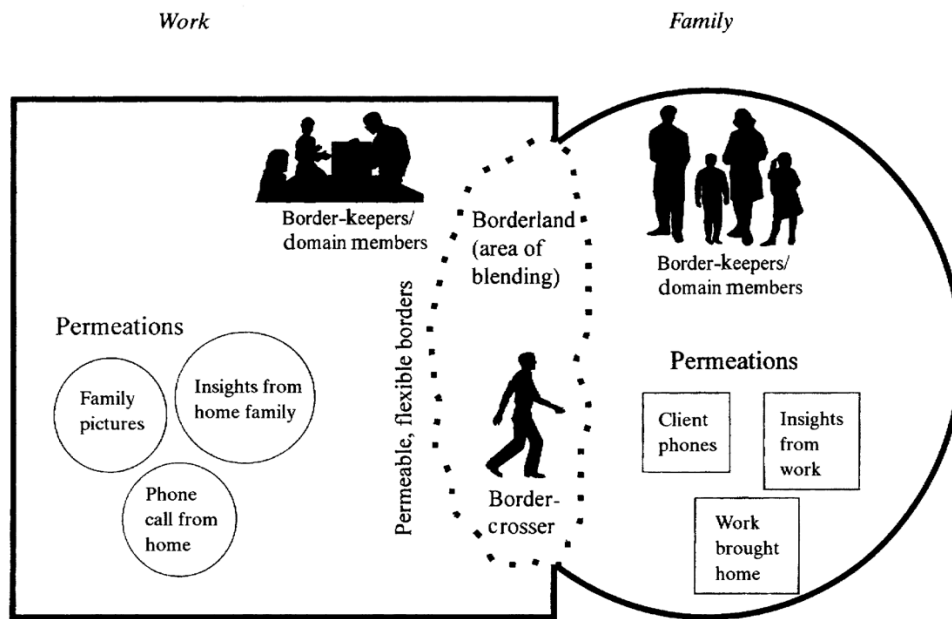 Work
Family
Border-keepers/
domain members
Borderland
(area of
blending)
Border-keepers/
domain members
Permeable, flexible borders
Permeations
Family
pictures
Insights from
home family
Phone
call from
home
Border-
crosser
Permeations
Client
phones
Insights
from
work
Work
brought
home